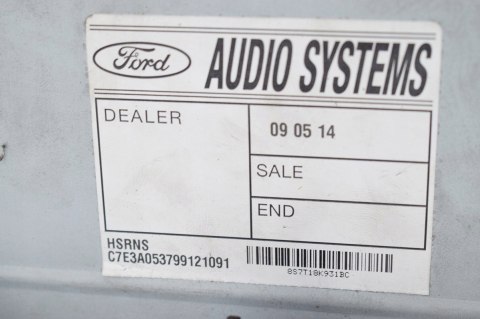 Ford AUDIO SYSTEMS
DEALER
09 05 14
SALE
END
HSRNS
C7E3A053799121091
8S7T18K931BC